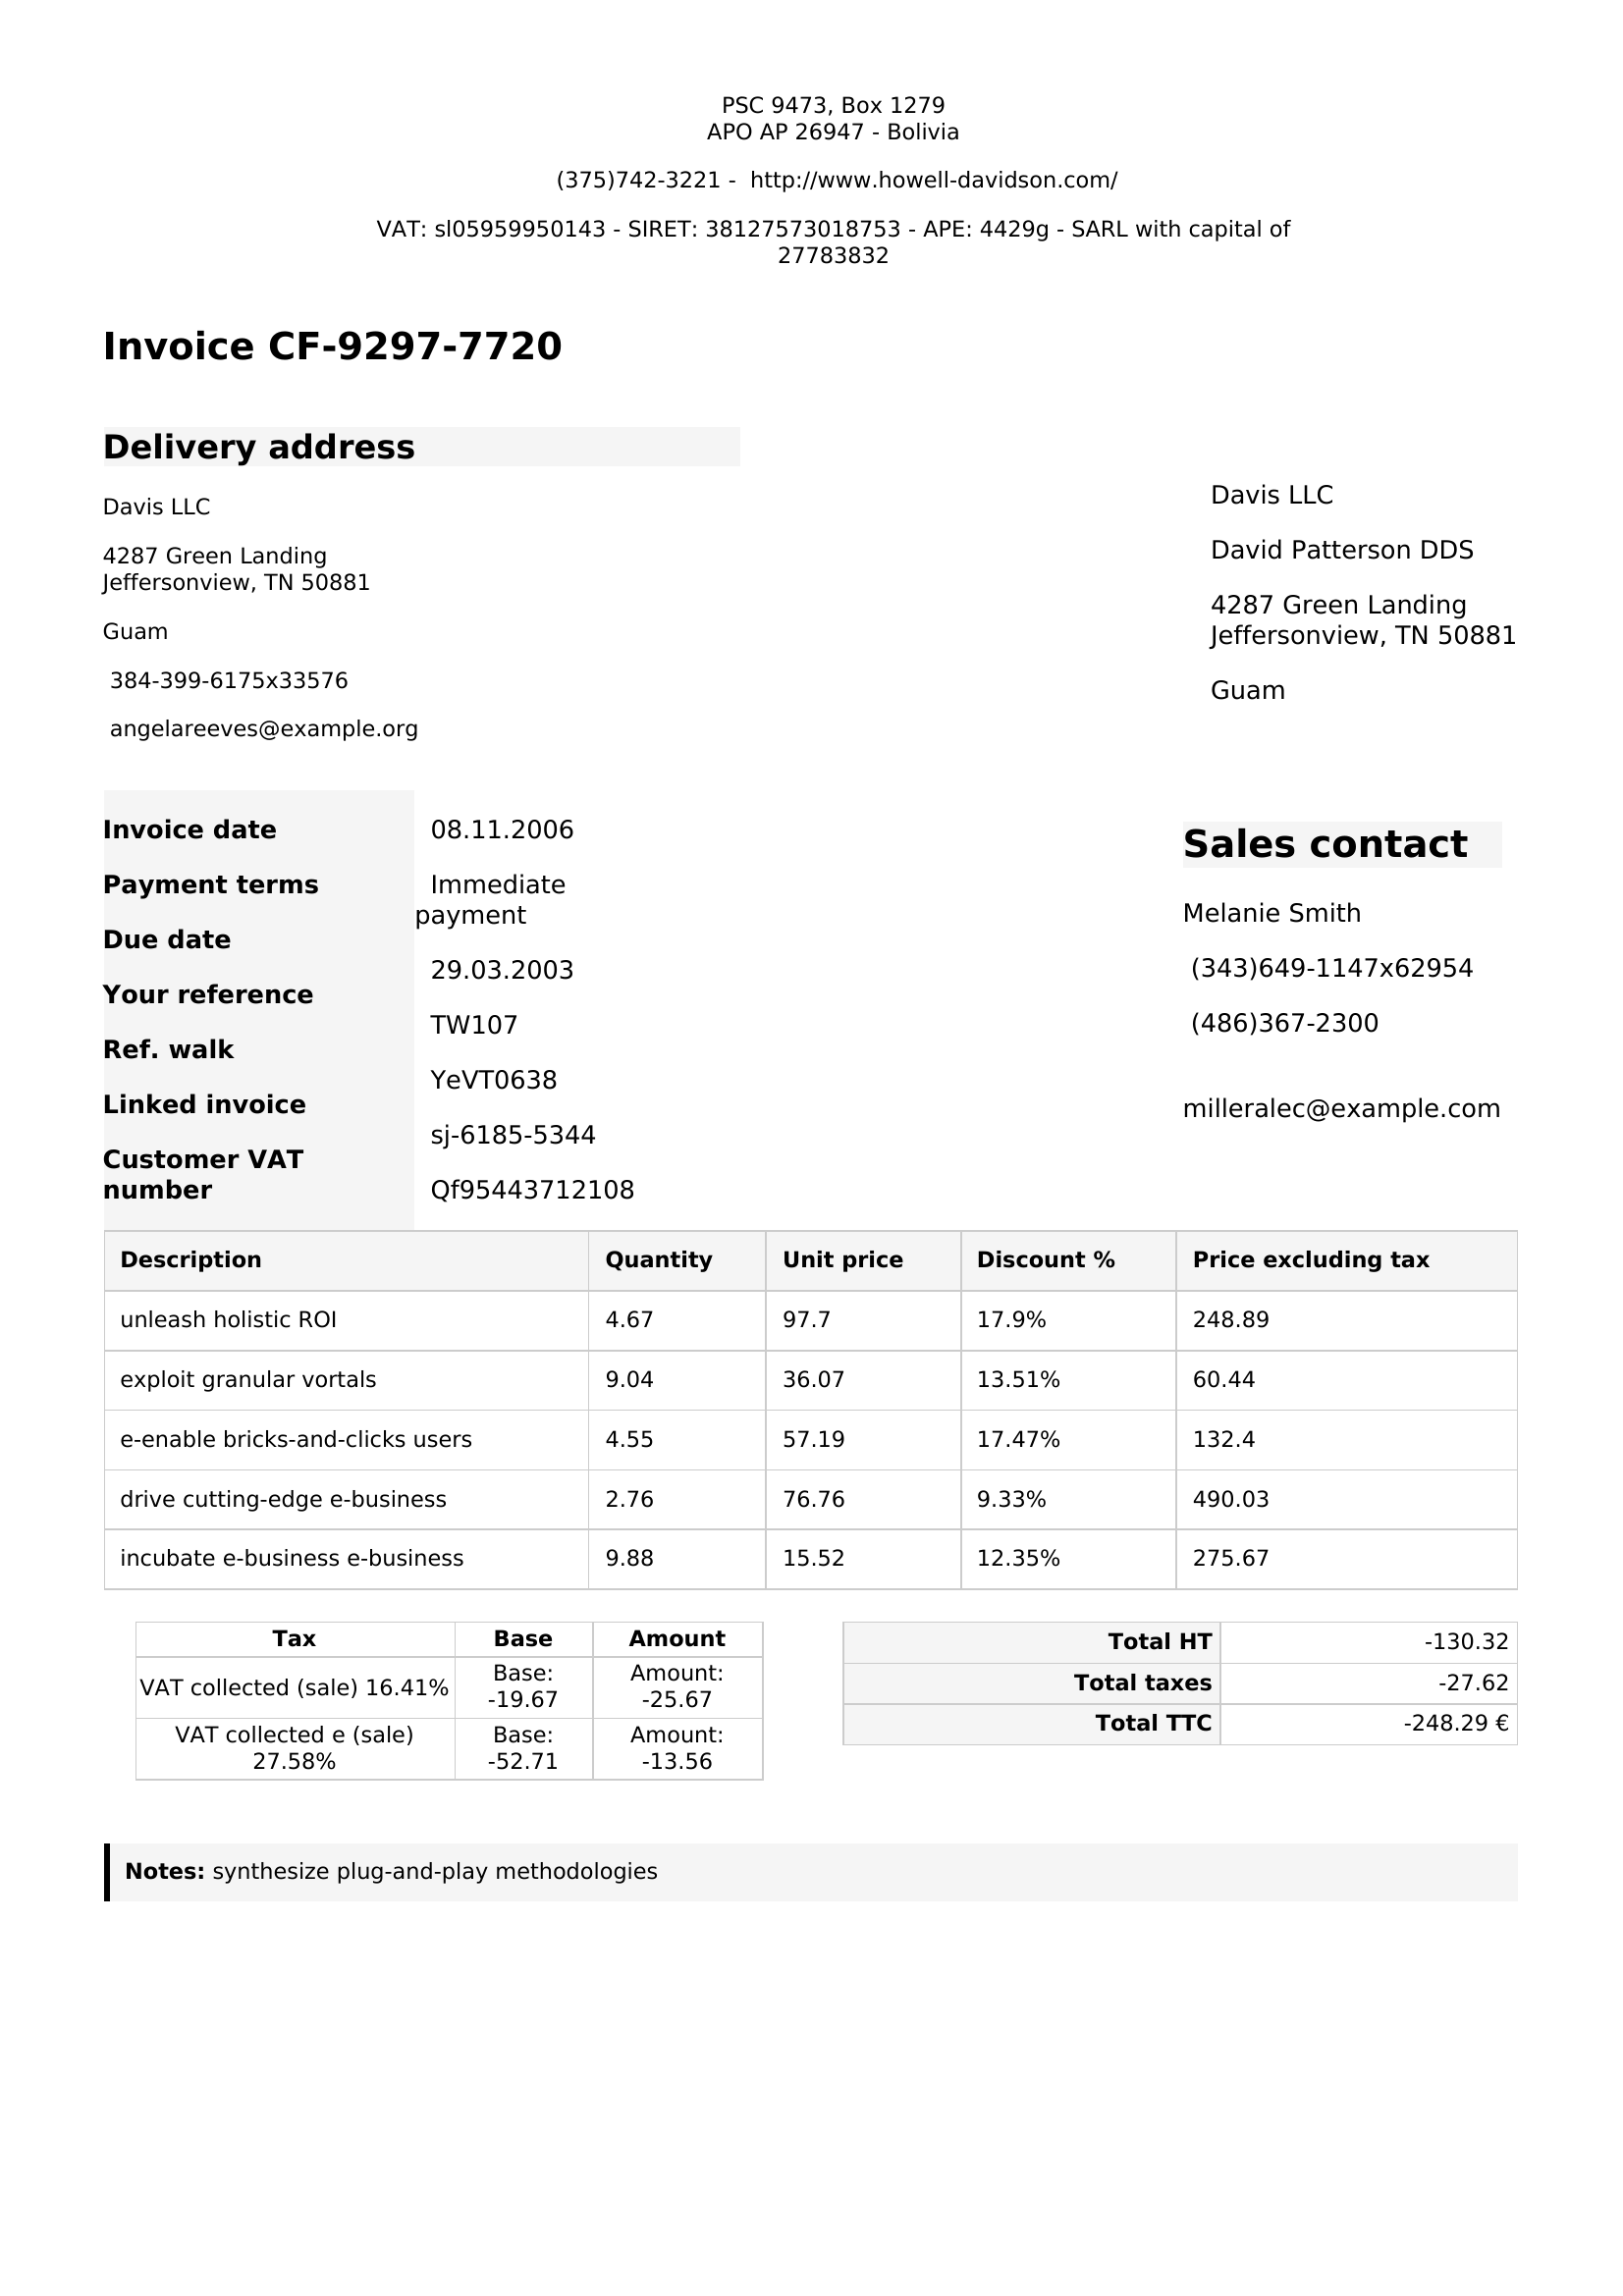 PSC 9473, Box 1279
APO AP 26947 - Bolivia
(375)742-3221 -  http://www.howell-davidson.com/
VAT: sl05959950143 - SIRET: 38127573018753 - APE: 4429g - SARL with capital of
27783832
Invoice CF-9297-7720
Delivery address
Davis LLC
4287 Green Landing
Jeffersonview, TN 50881
Guam
384-399-6175x33576
angelareeves@example.org
Davis LLC
David Patterson DDS
4287 Green Landing
Jeffersonview, TN 50881
Guam
Invoice date 08.11.2006
Payment terms Immediate
payment
Due date 29.03.2003
Your reference TW107
Ref. walk YeVT0638
Linked invoice sj-6185-5344
Customer VAT
number Qf95443712108
Sales contact
Melanie Smith
(343)649-1147x62954
(486)367-2300
milleralec@example.com
Description Quantity Unit price Discount % Price excluding tax
unleash holistic ROI 4.67 97.7 17.9% 248.89
exploit granular vortals 9.04 36.07 13.51% 60.44
e-enable bricks-and-clicks users 4.55 57.19 17.47% 132.4
drive cutting-edge e-business 2.76 76.76 9.33% 490.03
incubate e-business e-business 9.88 15.52 12.35% 275.67
Tax Base Amount
VAT collected (sale) 16.41% Base: -19.67 Amount: -25.67
VAT collected e (sale) 27.58% Base: -52.71 Amount: -13.56
Total HT -130.32
Total taxes -27.62
Total TTC -248.29 €
Notes: synthesize plug-and-play methodologies